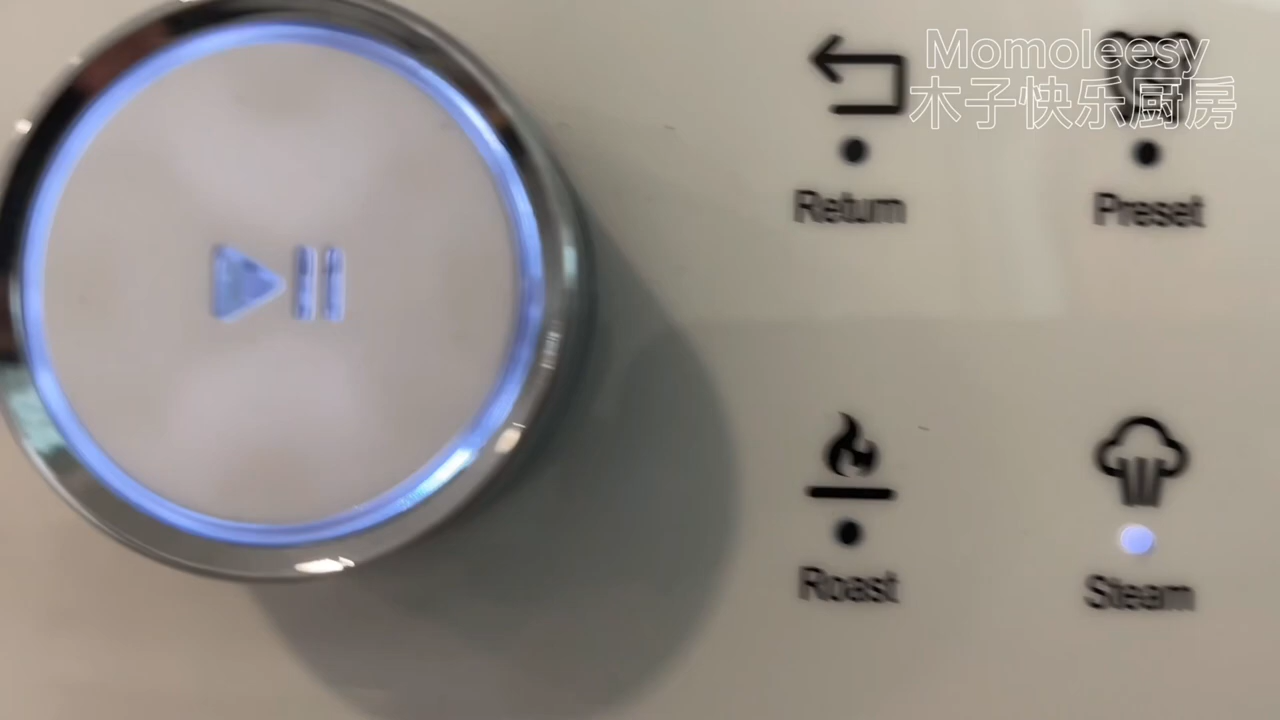 Momoleesy
木子快乐厨房
Return
Preset
Roast
Steam